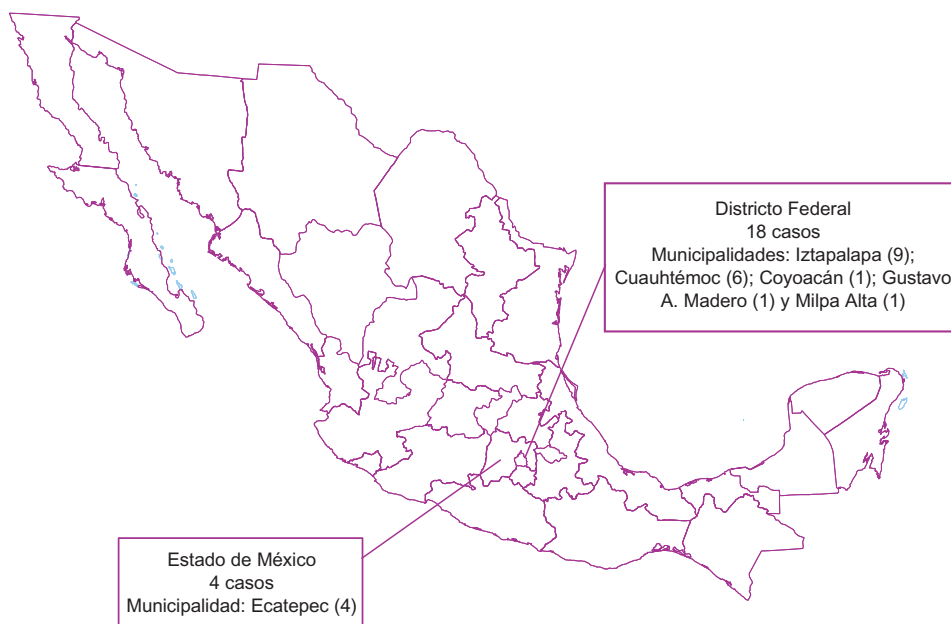 Districto Federal
18 casos
Municipalidades: Iztapalapa (9);
Cuauhtémoc (6); Coyoacán (1); Gustavo
A. Madero (1) y Milpa Alta (1)
Estado de México
4 casos
Municipalidad: Ecatepec (4)